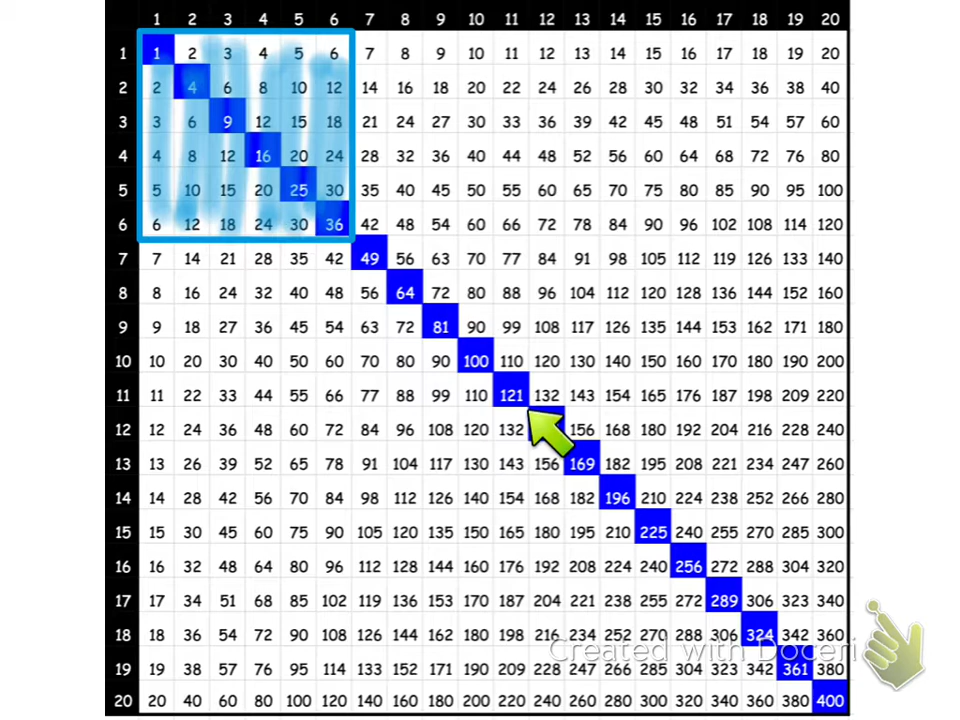 1 2 3 4 5 6 7 8 9 10 11 12 13 14 15 16 17 18 19 20
1 1 2 3 4 5 6 7 8 9 10 11 12 13 14 15 16 17 18 19 20
2 2 4 6 8 10 12 14 16 18 20 22 24 26 28 30 32 34 36 38 40
3 3 6 9 12 15 18 21 24 27 30 33 36 39 42 45 48 51 54 57 60
4 4 8 12 16 20 24 28 32 36 40 44 48 52 56 60 64 68 72 76 80
5 5 10 15 20 25 30 35 40 45 50 55 60 65 70 75 80 85 90 95 100
6 6 12 18 24 30 36 42 48 54 60 66 72 78 84 90 96 102 108 114 120
7 7 14 21 28 35 42 49 56 63 70 77 84 91 98 105 112 119 126 133 140
8 8 16 24 32 40 48 56 64 72 80 88 96 104 112 120 128 136 144 152 160
9 9 18 27 36 45 54 63 72 81 90 99 108 117 126 135 144 153 162 171 180
10 10 20 30 40 50 60 70 80 90 100 110 120 130 140 150 160 170 180 190 200
11 11 22 33 44 55 66 77 88 99 110 121 132 143 154 165 176 187 198 209 220
12 12 24 36 48 60 72 84 96 108 120 132 156 168 180 192 204 216 228 240
13 13 26 39 52 65 78 91 104 117 130 143 156 169 182 195 208 221 234 247 260
14 14 28 42 56 70 84 98 112 126 140 154 168 182 196 210 224 238 252 266 280
15 15 30 45 60 75 90 105 120 135 150 165 180 195 210 225 240 255 270 285 300
16 16 32 48 64 80 96 112 128 144 160 176 192 208 224 240 256 272 288 304 320
17 17 34 51 68 85 102 119 136 153 170 187 204 221 238 255 272 289 306 323 340
18 18 36 54 72 90 108 126 144 162 180 198 216 234 252 270 288 306 324 342 360
Created with Doceri
19 19 38 57 76 95 114 133 152 171 190 209 228 247 266 285 304 323 342 361 380
20 20 40 60 80 100 120 140 160 180 200 220 240 260 280 300 320 340 360 380 400